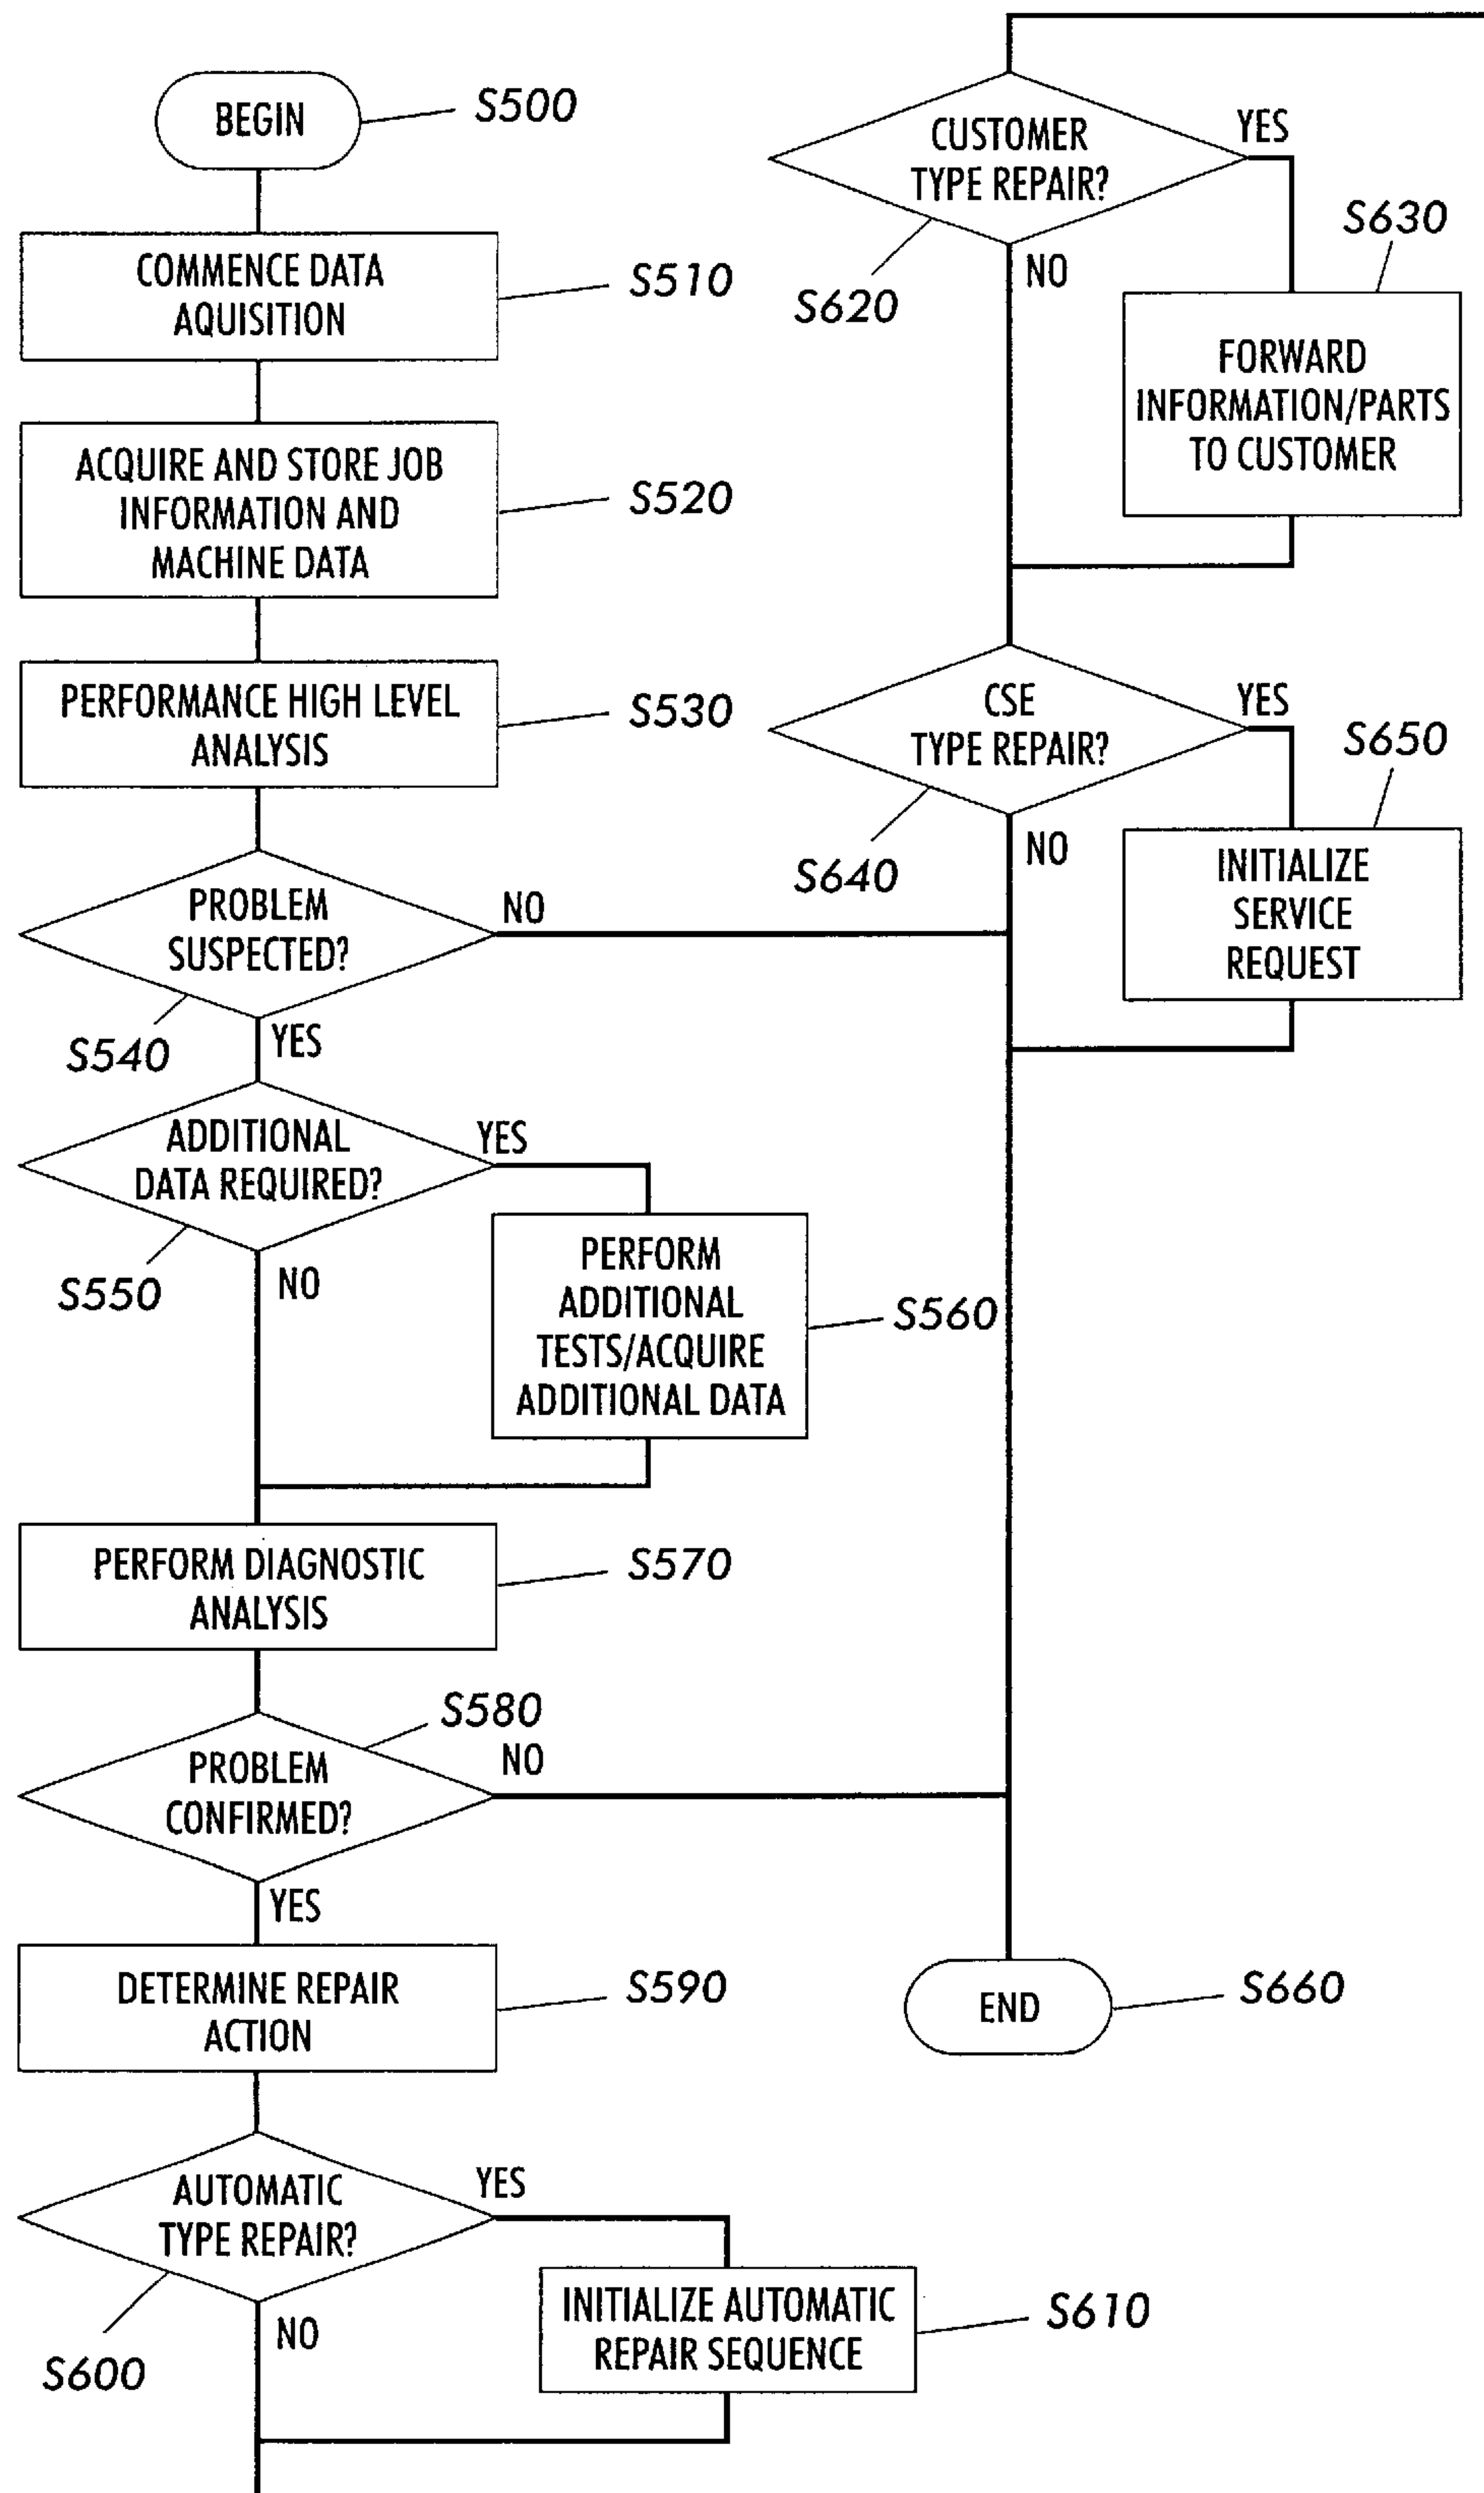 BEGIN
S500
COMMENCE DATA
AQUISITION
S510
ACQUIRE AND STORE JOB
INFORMATION AND
MACHINE DATA
S520
PERFORMANCE HIGH LEVEL
ANALYSIS
S530
PROBLEM
SUSPECTED?
NO
S540
YES
ADDITIONAL
DATA REQUIRED?
YES
S550
NO
PERFORM
ADDITIONAL
TESTS/ACQUIRE
ADDITIONAL DATA
S560
PERFORM DIAGNOSTIC
ANALYSIS
S570
S580
PROBLEM
CONFIRMED?
NO
YES
DETERMINE REPAIR
ACTION
S590
AUTOMATIC
TYPE REPAIR?
YES
S600
NO
INITIALIZE AUTOMATIC
REPAIR SEQUENCE
S610
CUSTOMER
TYPE REPAIR?
YES
S620
NO
S630
FORWARD
INFORMATION/PARTS
TO CUSTOMER
CSE
TYPE REPAIR?
YES
S640
NO
S650
INITIALIZE
SERVICE
REQUEST
END
S660